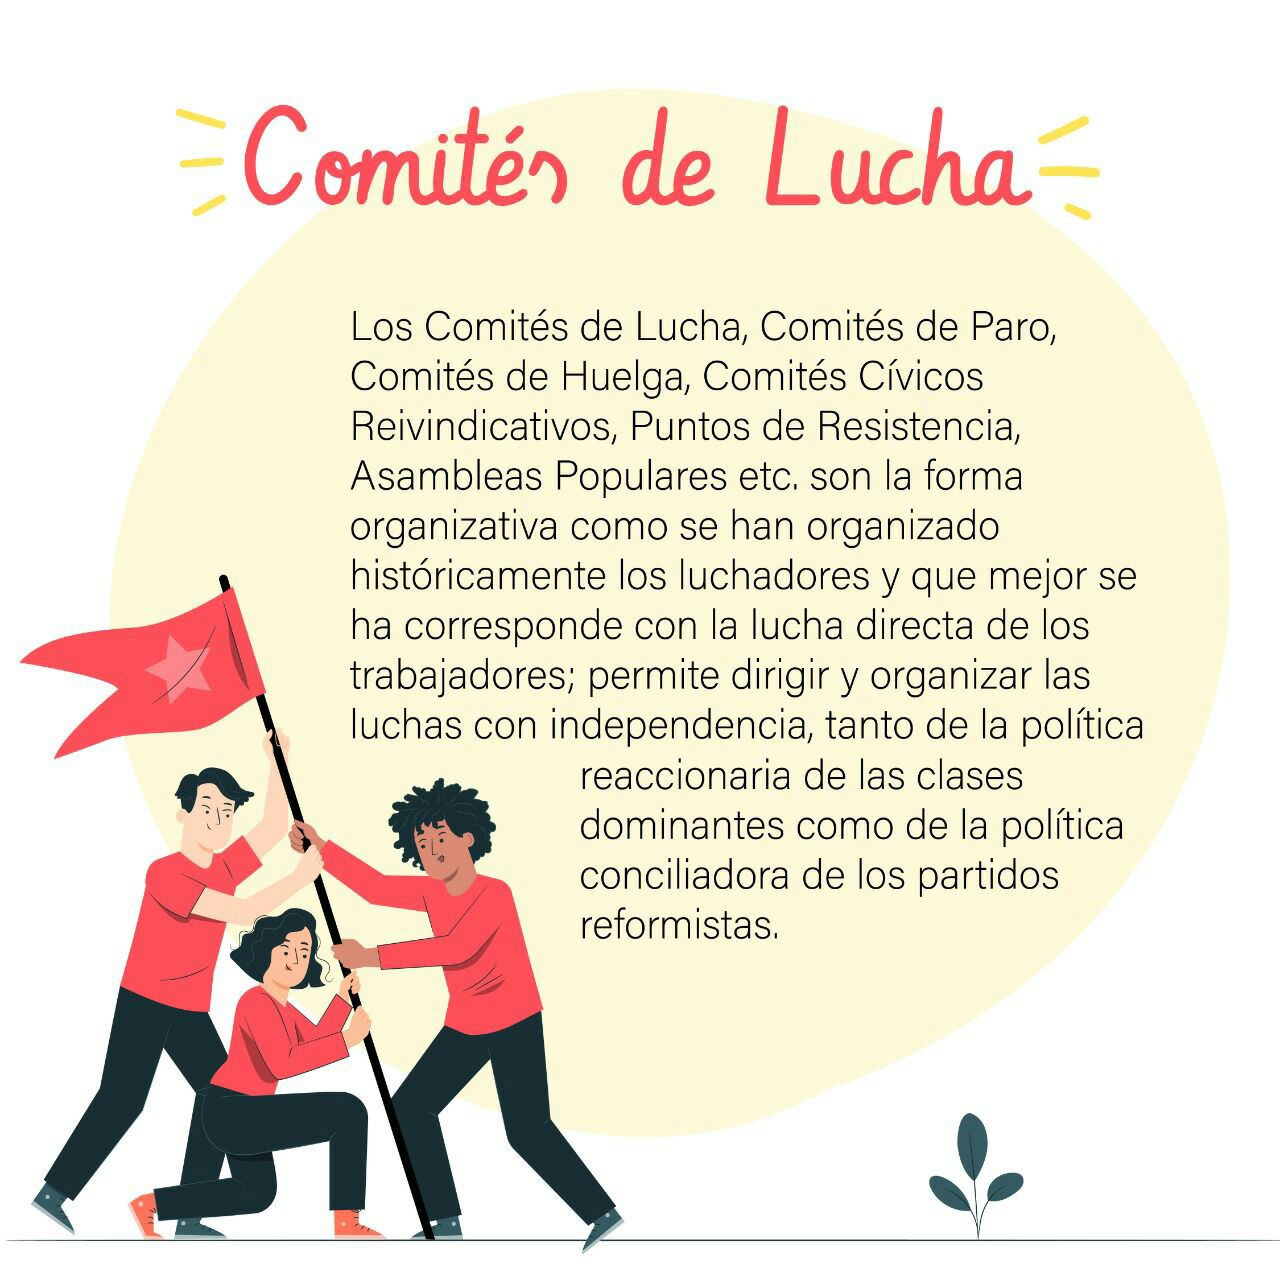 Comités de Lucha
Los Comités de Lucha, Comités de Paro,
Comités de Huelga, Comités Cívicos
Reivindicativos, Puntos de Resistencia,
Asambleas Populares etc. son la forma
organizativa como se han organizado
históricamente los luchadores y que mejor se
ha corresponde con la lucha directa de los
trabajadores; permite dirigir y organizar las
luchas con independencia, tanto de la política
reaccionaria de las clases
dominantes como de la política
conciliadora de los partidos
reformistas.